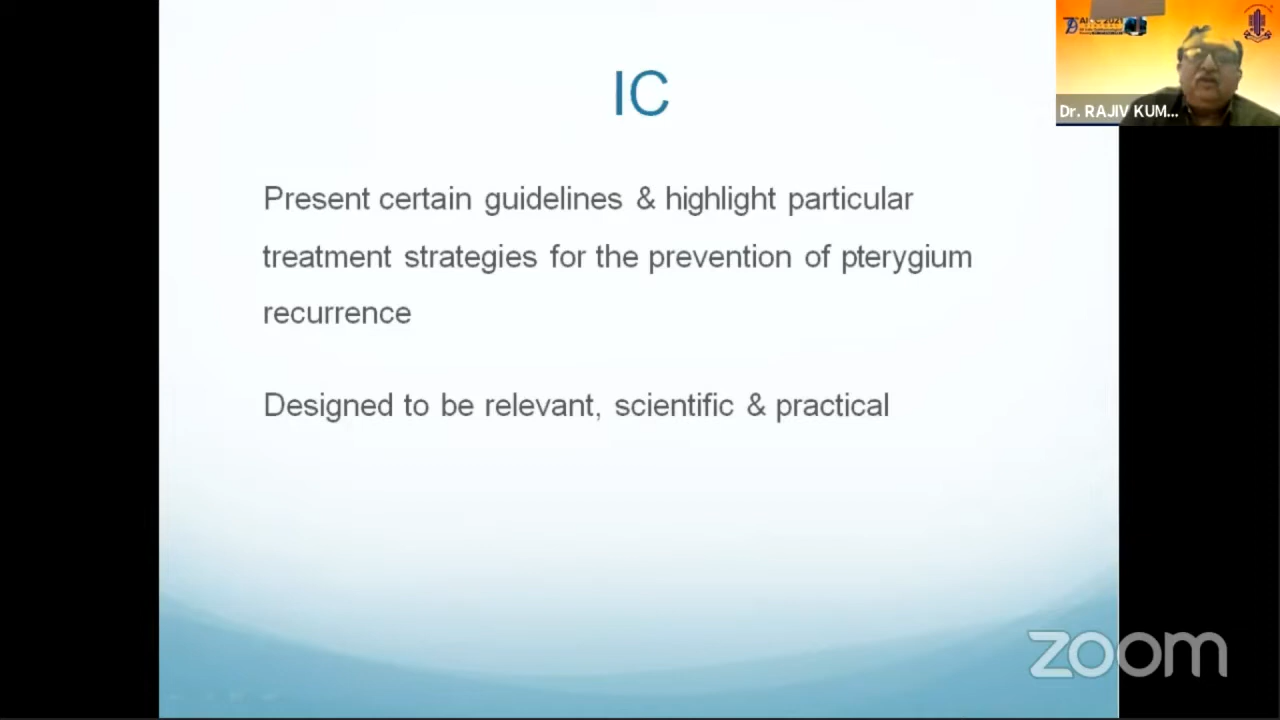 IC
Present certain guidelines & highlight particular
treatment strategies for the prevention of pterygium
recurrence
Designed to be relevant, scientific & practical
Dr. RAJIV KUM...
zoom